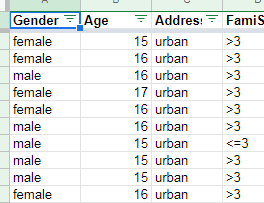 Gender Age Address FamiS
female 15 urban >3
female 16 urban >3
male 16 urban >3
female 17 urban >3
female 16 urban >3
male 16 urban >3
male 15 urban <=3
male 15 urban >3
male 15 urban >3
female 16 urban >3